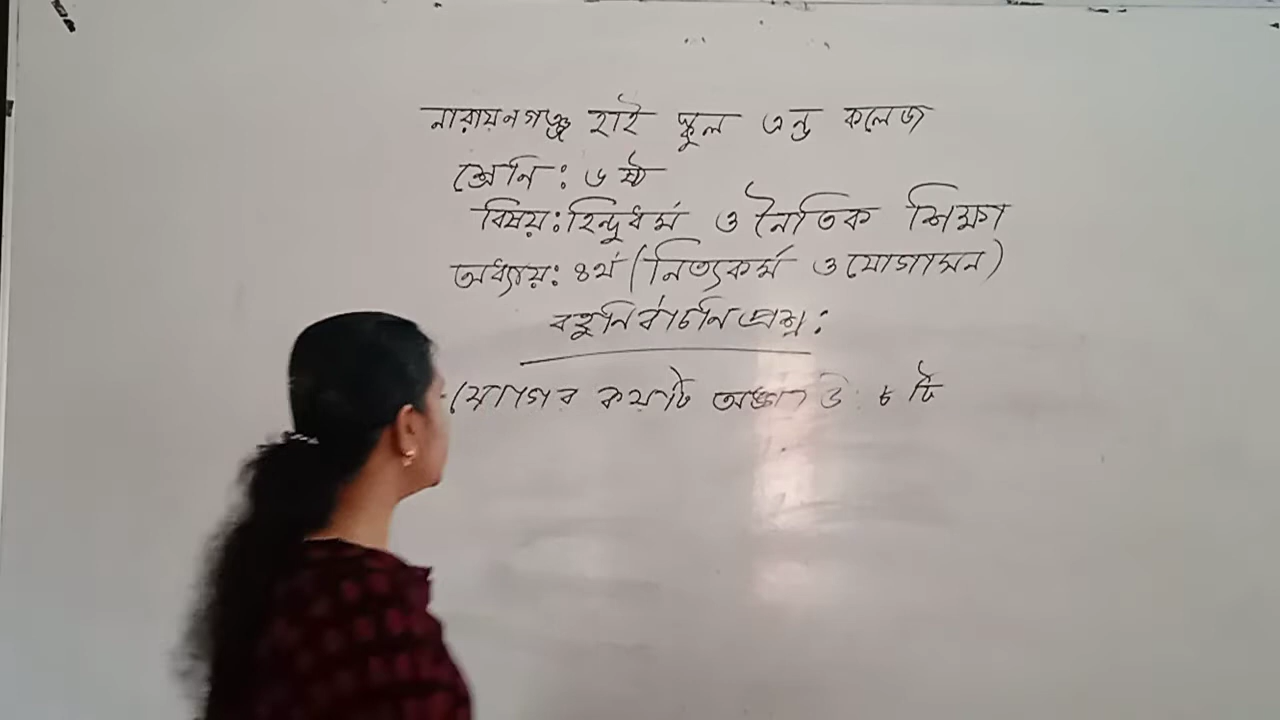 নারায়নগঞ্জ হাই স্কুল এন্ড কলেজ
শ্রেনি: ৬ষ্ঠ
বিষয়: হিন্দুধর্ম ও নৈতিক শিক্ষা
অধ্যায়: ৪র্থ (নিত্যকর্ম ও যোগাসন)
বহুনির্বাচনি প্রশ্ন:
যোগের কয়টি অঙ্গ? উ: ৮ টি